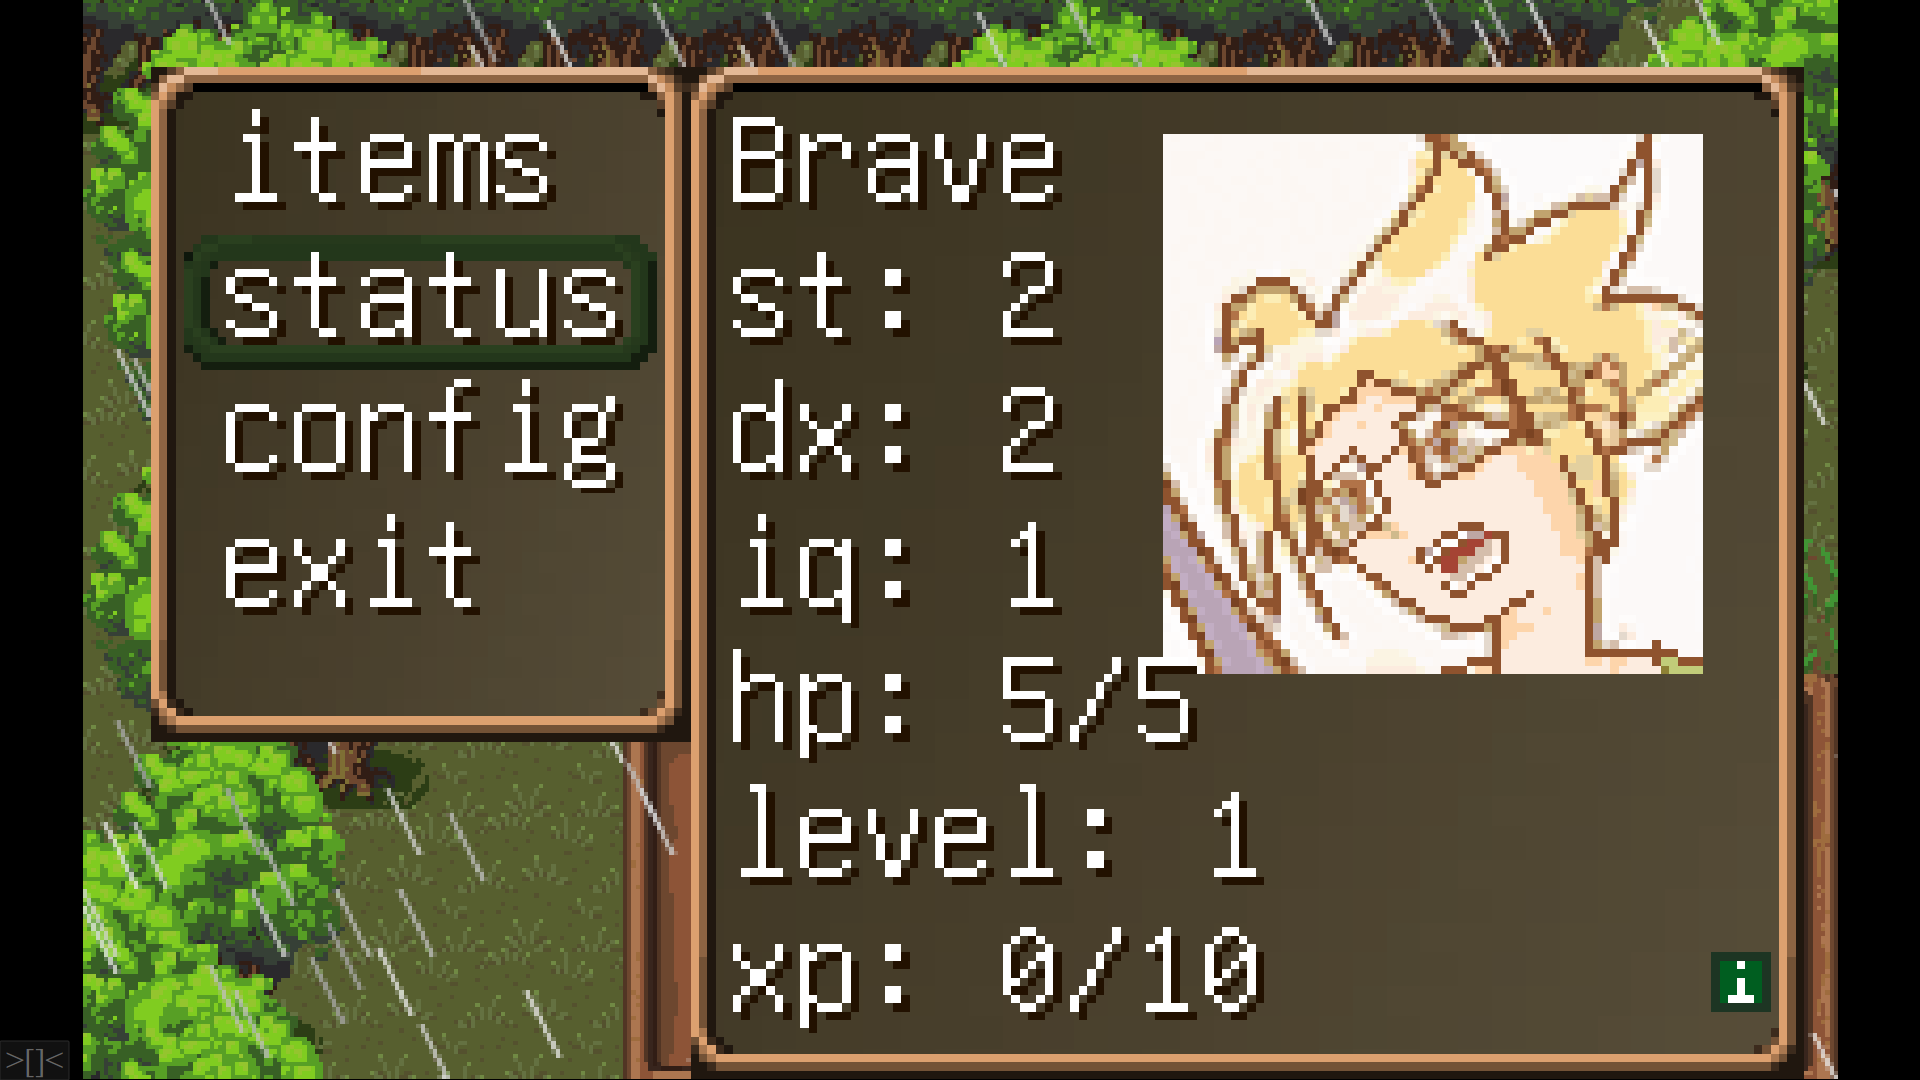 items
status
config
exit
Brave
st: 2
dx: 2
iq: 1
hp: 5/5
level: 1
xp: 0/10
i
>[]<